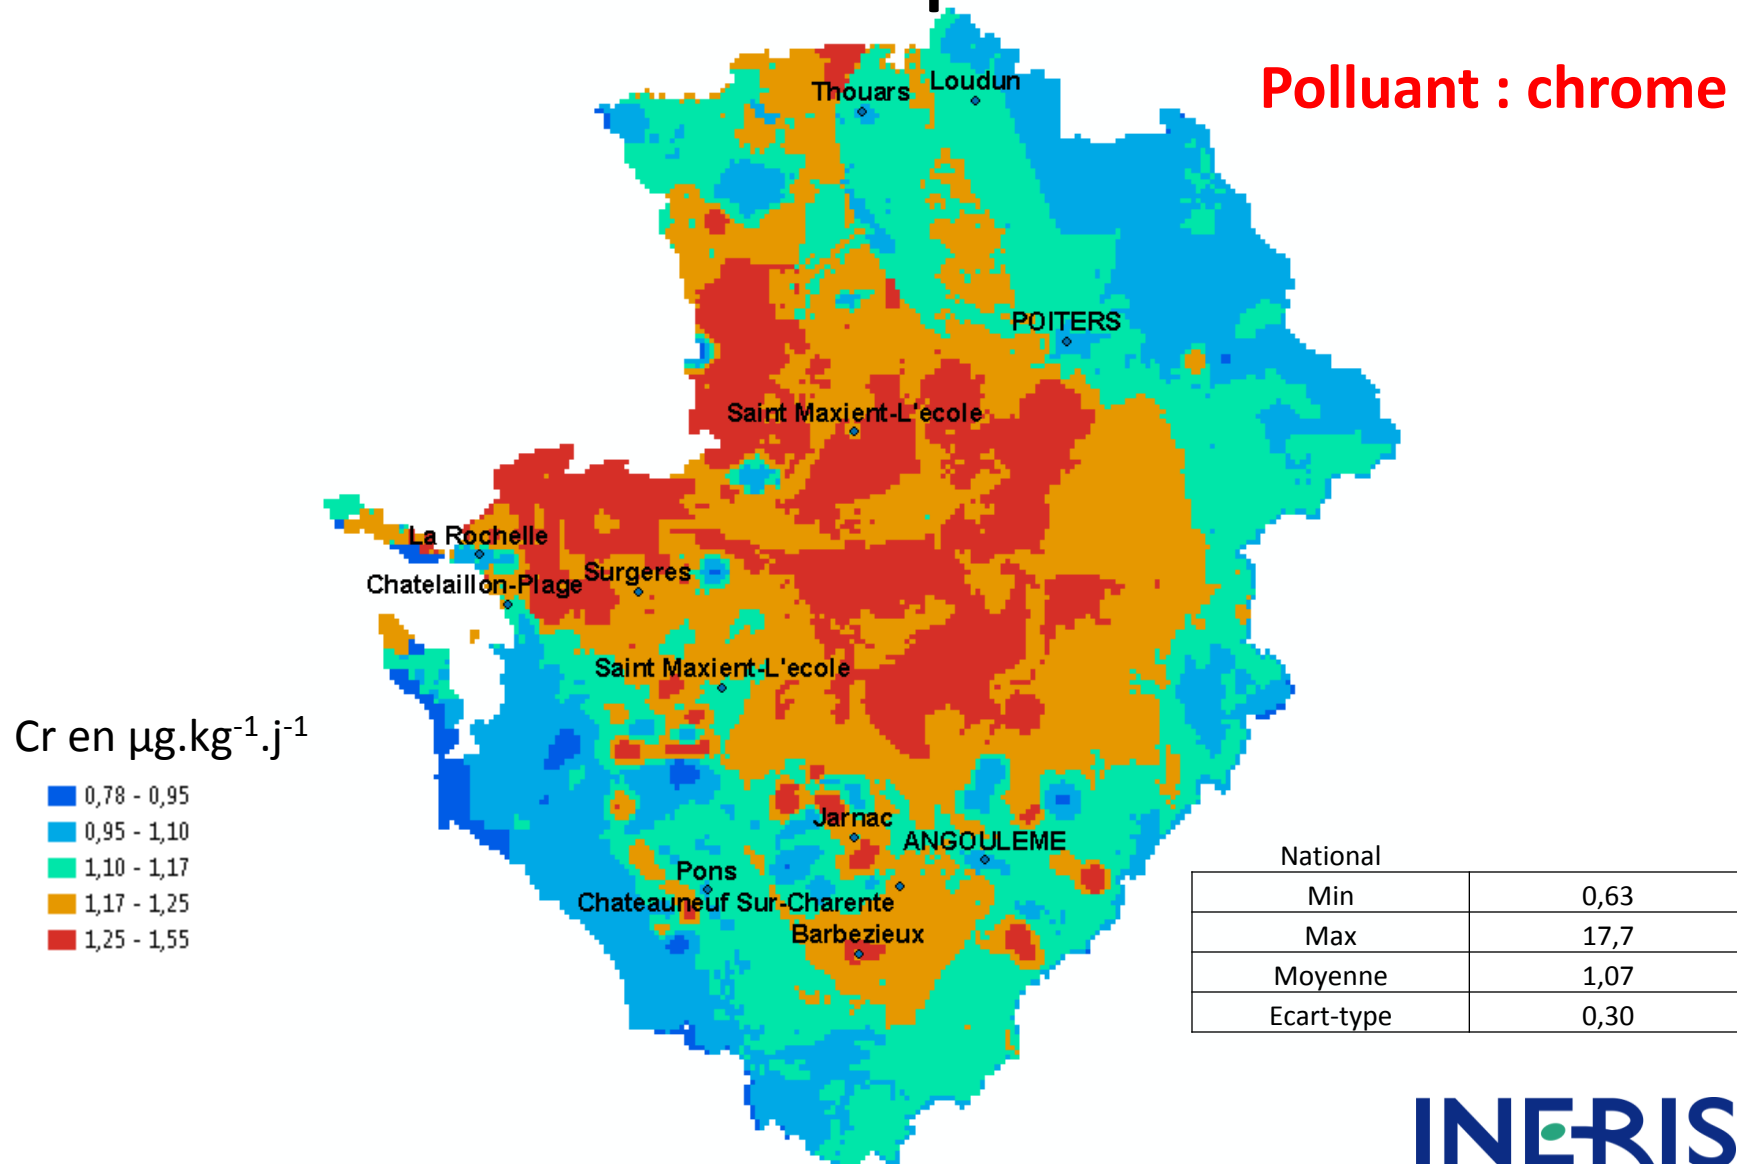 Polluant : chrome
Thouars
Loudun
POITERS
Saint Maxient-L'ecole
La Rochelle
Chatelaillon-Plage
Surgeres
Saint Maxient-L'ecole
Cr en µg.kg⁻¹.j⁻¹
0,78 - 0,95
0,95 - 1,10
1,10 - 1,17
1,17 - 1,25
1,25 - 1,55
Jarnac
ANGOULEME
Pons
Chateauneuf Sur-Charente
Barbezieux
National
Min 0,63
Max 17,7
Moyenne 1,07
Ecart-type 0,30
INERIS